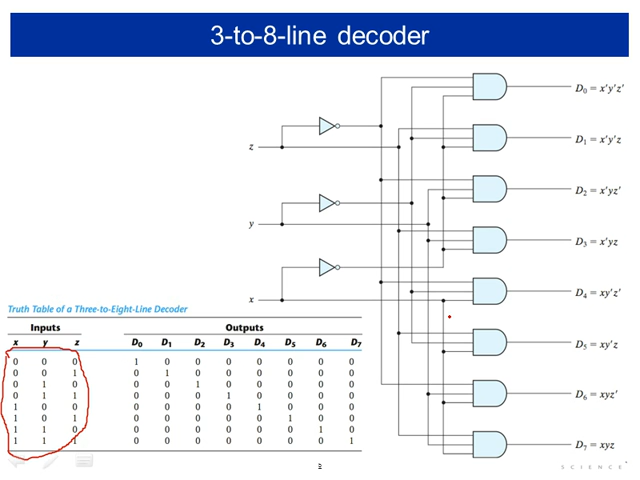 3-to-8-line decoder
D0 = x'y'z'
z
D1 = x'y'z
D2 = x'yz'
y
D3 = x'yz
x
D4 = xy'z'
D5 = xy'z
D6 = xyz'
D7 = xyz
Truth Table of a Three-to-Eight-Line Decoder
Inputs Outputs
x y z D0 D1 D2 D3 D4 D5 D6 D7
0 0 0 1 0 0 0 0 0 0 0
0 0 1 0 1 0 0 0 0 0 0
0 1 0 0 0 1 0 0 0 0 0
0 1 1 0 0 0 1 0 0 0 0
1 0 0 0 0 0 0 1 0 0 0
1 0 1 0 0 0 0 0 1 0 0
1 1 0 0 0 0 0 0 0 1 0
1 1 1 0 0 0 0 0 0 0 1
2
SCIENCE